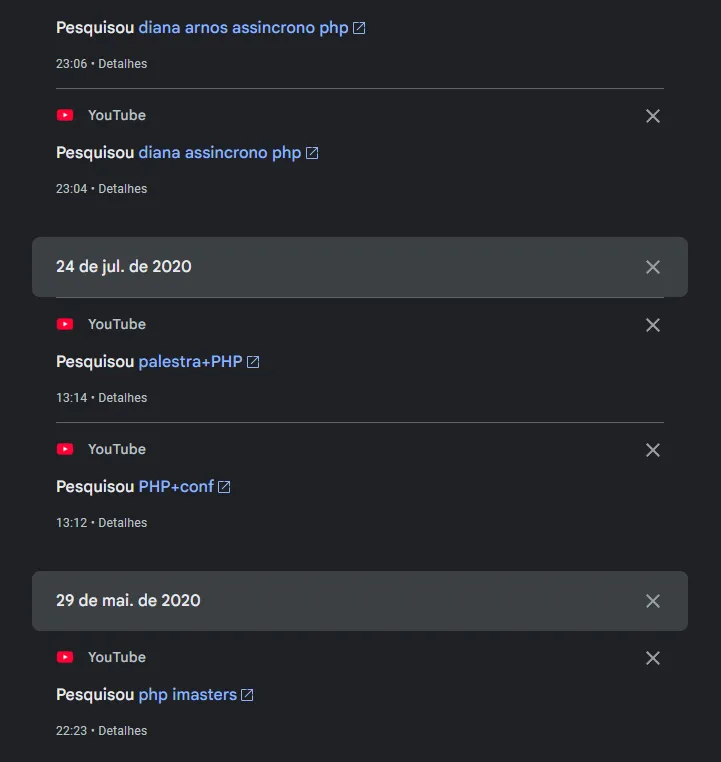 Pesquisou diana arnos assincrono php
23:06 • Detalhes
YouTube
Pesquisou diana assincrono php
23:04 • Detalhes
24 de jul. de 2020
YouTube
Pesquisou palestra+PHP
13:14 • Detalhes
YouTube
Pesquisou PHP+conf
13:12 • Detalhes
29 de mai. de 2020
YouTube
Pesquisou php imasters
22:23 • Detalhes